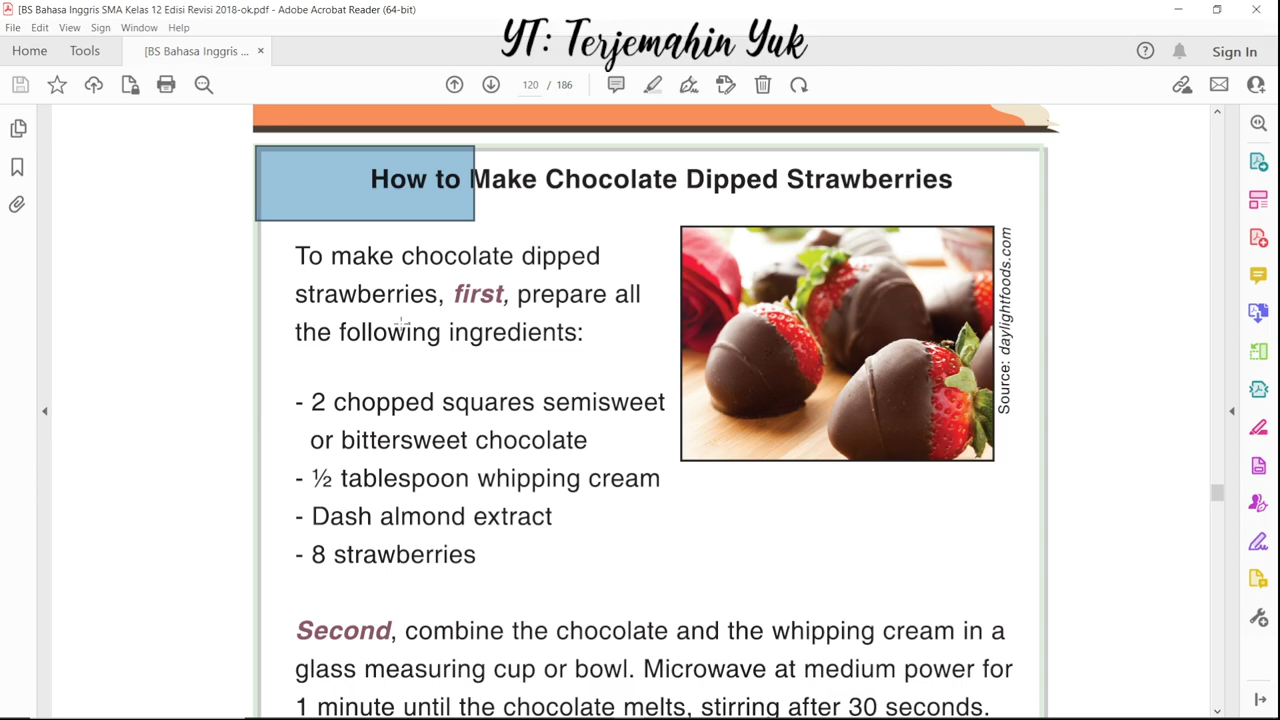 [BS Bahasa Inggris SMA Kelas 12 Edisi Revisi 2018-ok.pdf - Adobe Acrobat Reader (64-bit)
File Edit View Sign Window Help
YT: Terjemahin Yuk
Home Tools [BS Bahasa Inggris ... × Sign In
120 / 186
How to Make Chocolate Dipped Strawberries
To make chocolate dipped
strawberries, first, prepare all
the following ingredients:
- 2 chopped squares semisweet
or bittersweet chocolate
- ½ tablespoon whipping cream
- Dash almond extract
- 8 strawberries
Source: daylightfoods.com
Second, combine the chocolate and the whipping cream in a
glass measuring cup or bowl. Microwave at medium power for
1 minute until the chocolate melts, stirring after 30 seconds.